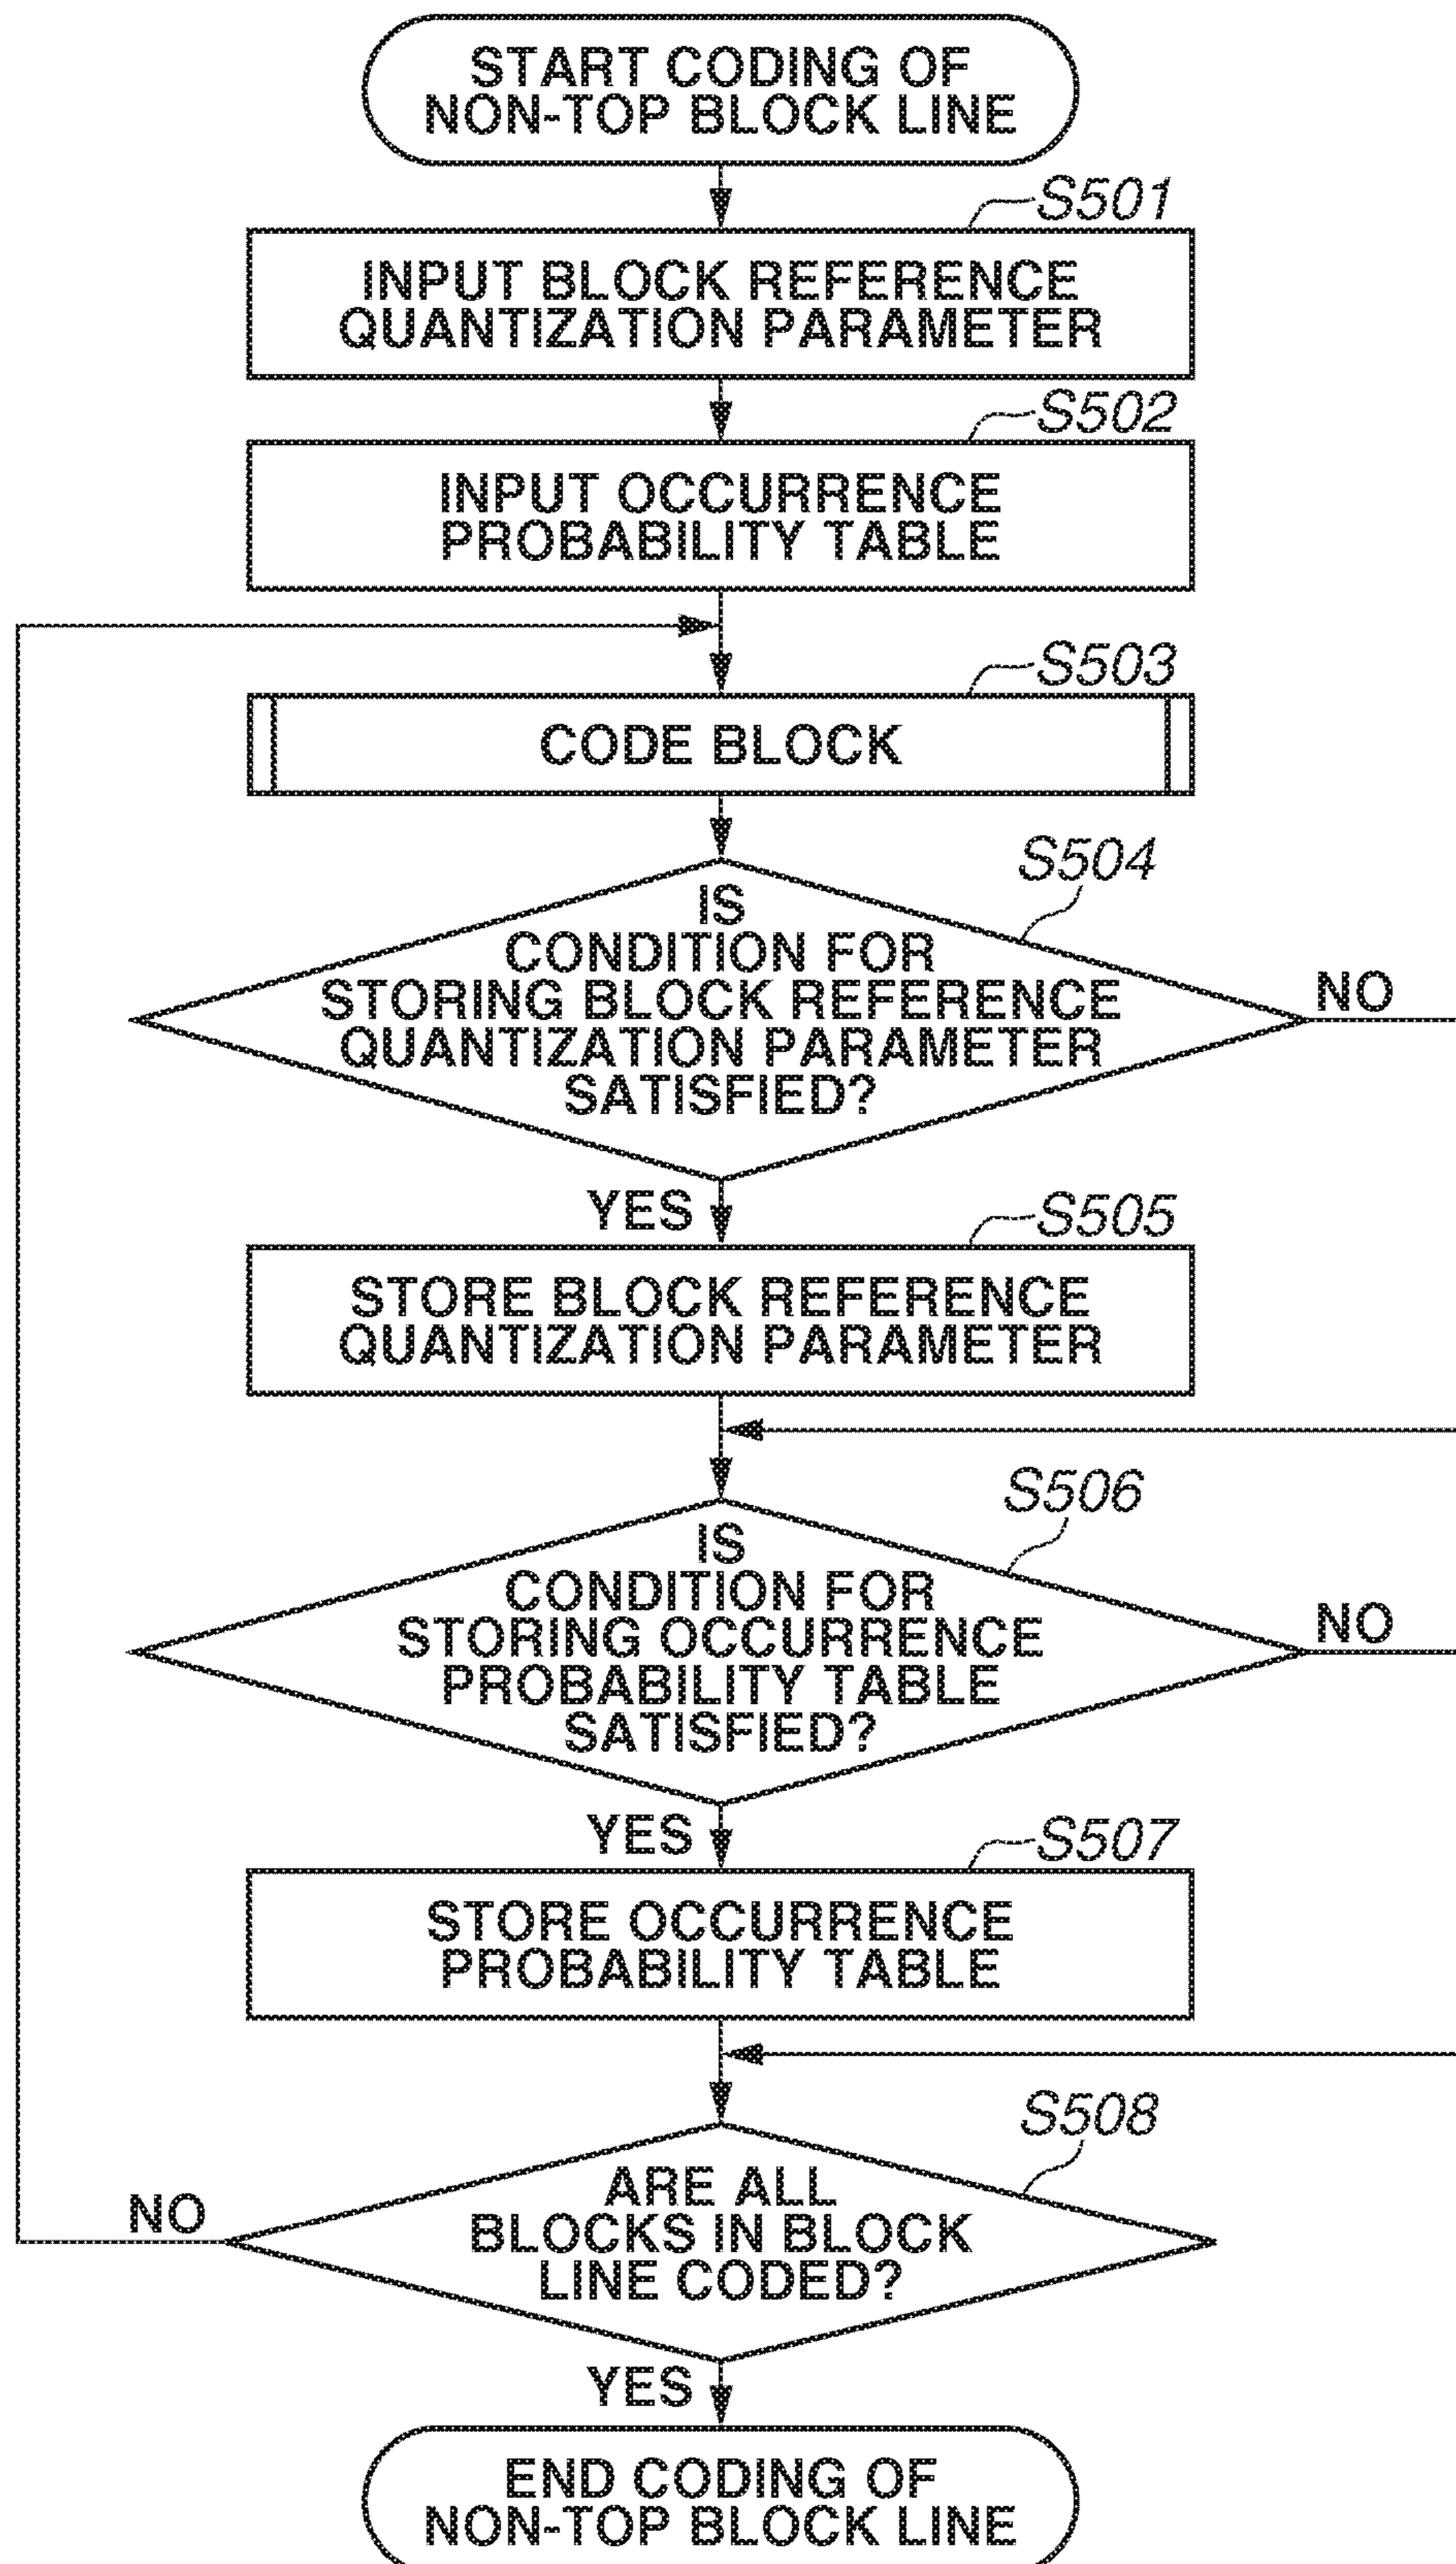 START CODING OF
NON-TOP BLOCK LINE
S501
INPUT BLOCK REFERENCE
QUANTIZATION PARAMETER
S502
INPUT OCCURRENCE
PROBABILITY TABLE
S503
CODE BLOCK
S504
IS
CONDITION FOR
STORING BLOCK REFERENCE
QUANTIZATION PARAMETER
SATISFIED?
NO
YES
S505
STORE BLOCK REFERENCE
QUANTIZATION PARAMETER
S506
IS
CONDITION FOR
STORING OCCURRENCE
PROBABILITY TABLE
SATISFIED?
NO
YES
S507
STORE OCCURRENCE
PROBABILITY TABLE
S508
ARE ALL
BLOCKS IN BLOCK
LINE CODED?
NO
YES
END CODING OF
NON-TOP BLOCK LINE